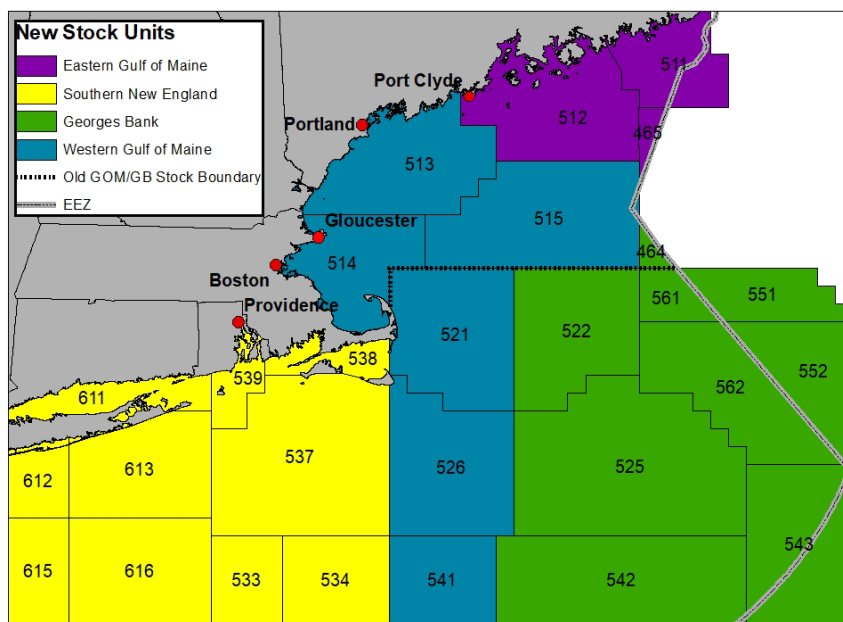 New Stock Units
Eastern Gulf of Maine
Southern New England
Georges Bank
Western Gulf of Maine
Old GOM/GB Stock Boundary
EEZ
Port Clyde
Portland
Gloucester
Boston
Providence
511
512
465
513
515
514
464
561
551
521
522
538
539
562
552
611
537
526
525
613
612
543
615
616
533
534
541
542